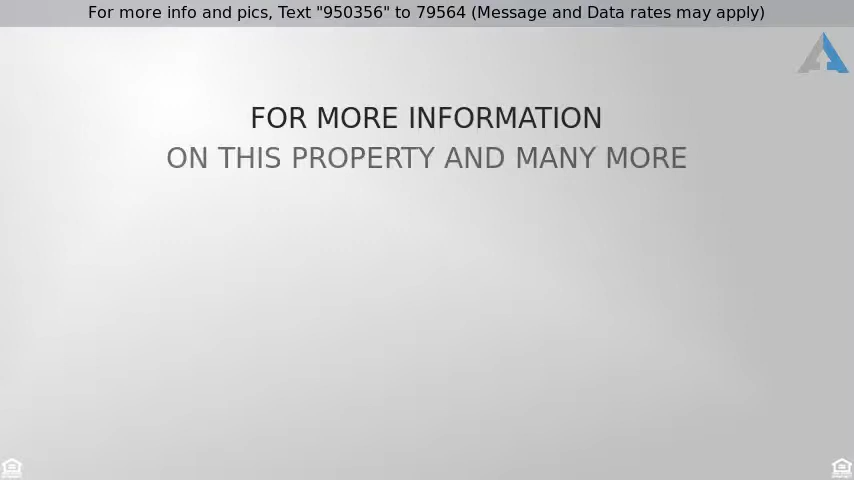 For more info and pics, Text "950356" to 79564 (Message and Data rates may apply)
FOR MORE INFORMATION
ON THIS PROPERTY AND MANY MORE